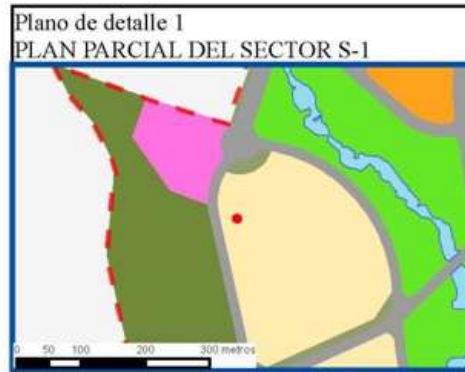 Plano de detalle 1
PLAN PARCIAL DEL SECTOR S-1
0 50 100 200 300 metros